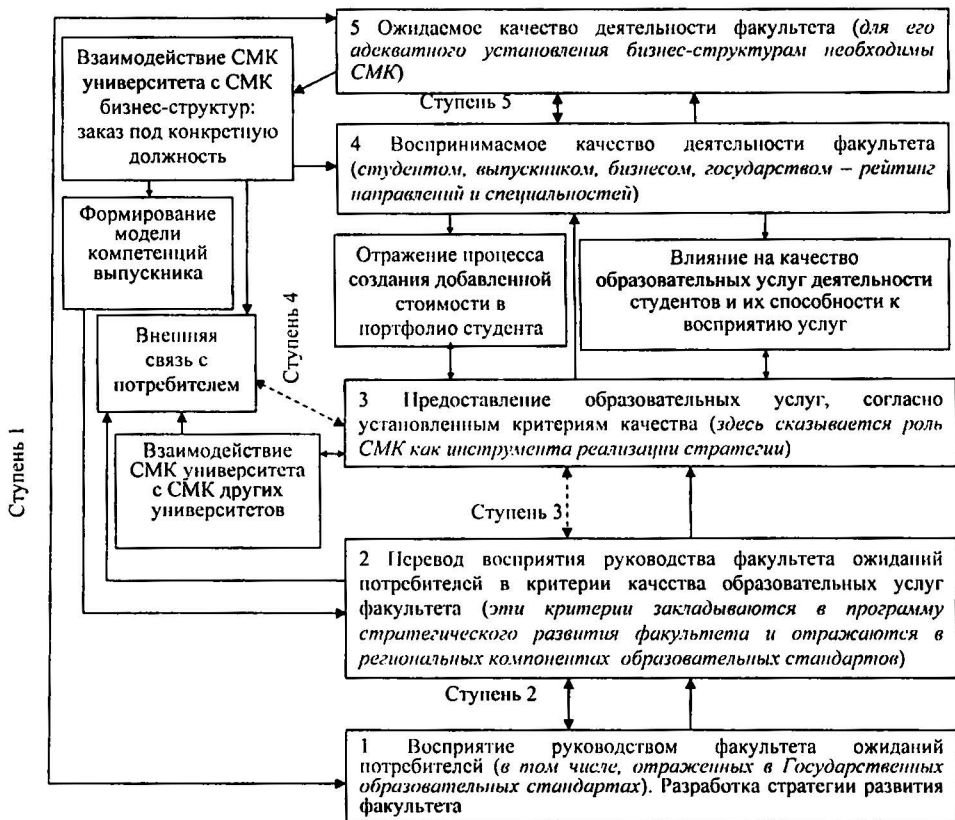 5 Ожидаемое качество деятельности факультета (для его
адекватного установления бизнес-структурам необходимы
СМК)
Взаимодействие СМК
университета с СМК
бизнес-структур:
заказ под конкретную
должность
Ступень 5
4 Воспринимаемое качество деятельности факультета
(студентом, выпускником, бизнесом, государством – рейтинг
направлений и специальностей)
Формирование
модели
компетенций
выпускника
Отражение процесса
создания добавленной
стоимости в
портфолио студента
Влияние на качество
образовательных услуг деятельности
студентов и их способности к
восприятию услуг
Ступень 4
Внешняя
связь с
потребителем
3 Предоставление образовательных услуг, согласно
установленным критериям качества (здесь сказывается роль
СМК как инструмента реализации стратегии)
Взаимодействие
СМК университета
с СМК других
университетов
Ступень 1
Ступень 3
2 Перевод восприятия руководства факультета ожиданий
потребителей в критерии качества образовательных услуг
факультета (эти критерии закладываются в программу
стратегического развития факультета и отражаются в
региональных компонентах образовательных стандартов)
Ступень 2
1 Восприятие руководством факультета ожиданий
потребителей (в том числе, отраженных в Государственных
образовательных стандартах). Разработка стратегии развития
факультета